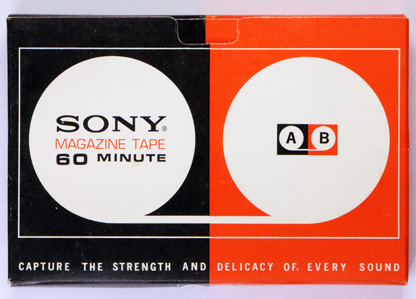 SONY®
MAGAZINE TAPE
60 MINUTE
A B
CAPTURE THE STRENGTH AND DELICACY OF EVERY SOUND